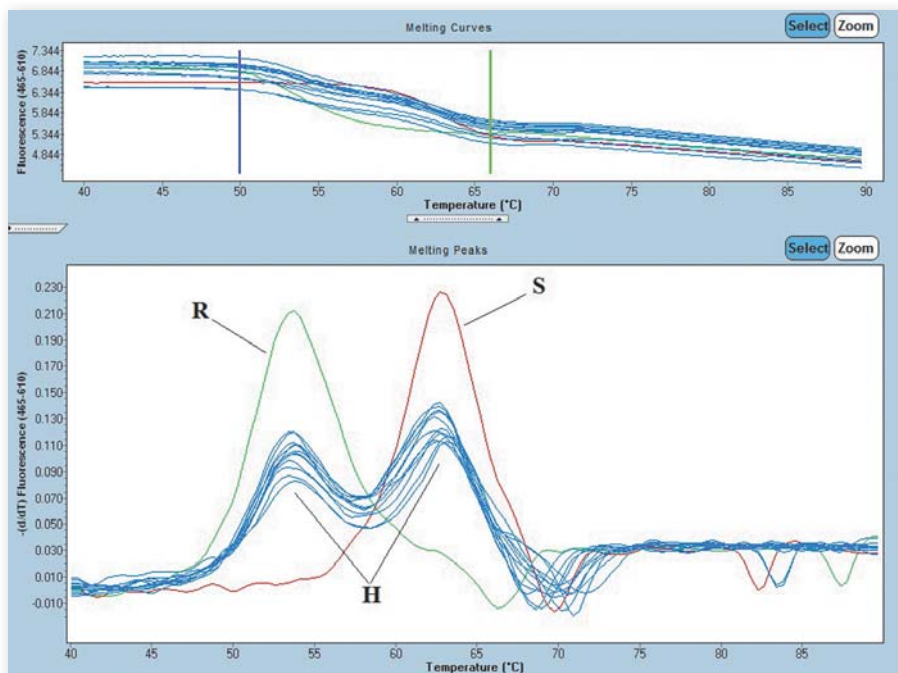 Melting Curves
Select Zoom
Fluorescence (465-610)
7.344
6.844
6.344
5.844
5.344
4.844
40 45 50 55 60 65 70 75 80 85 90
Temperature (°C)
Melting Peaks
Select Zoom
-(d/dT) Fluorescence (465-610)
0.230
0.210
0.190
0.170
0.150
0.130
0.110
0.090
0.070
0.050
0.030
0.010
-0.010
R
S
H
40 45 50 55 60 65 70 75 80 85
Temperature (°C)